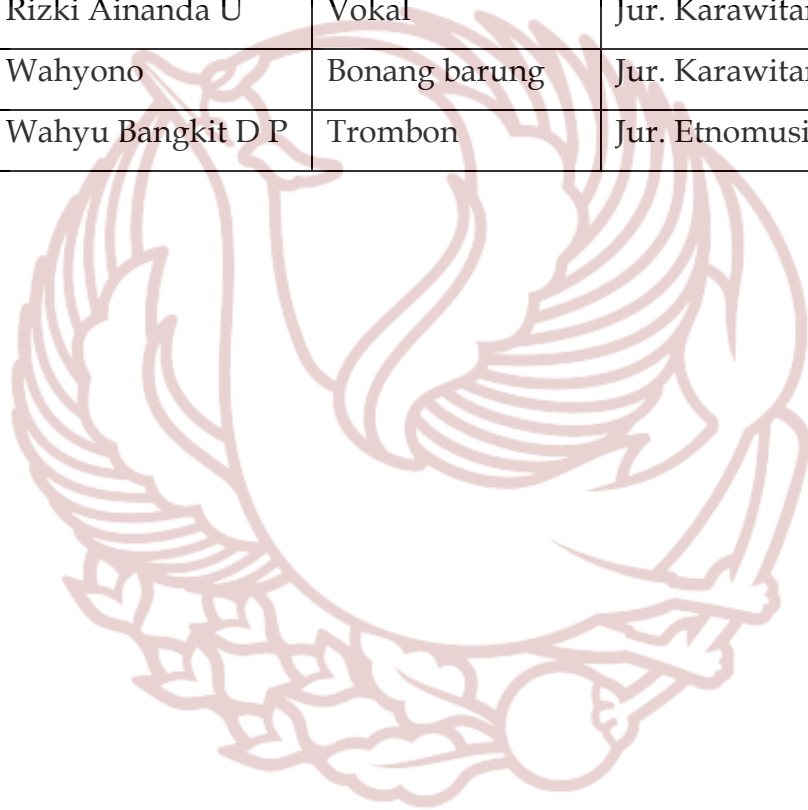 Rizki Ainanda U Vokal Jur. Karawitan
Wahyono Bonang barung Jur. Karawitan
Wahyu Bangkit D P Trombon Jur. Etnomusi